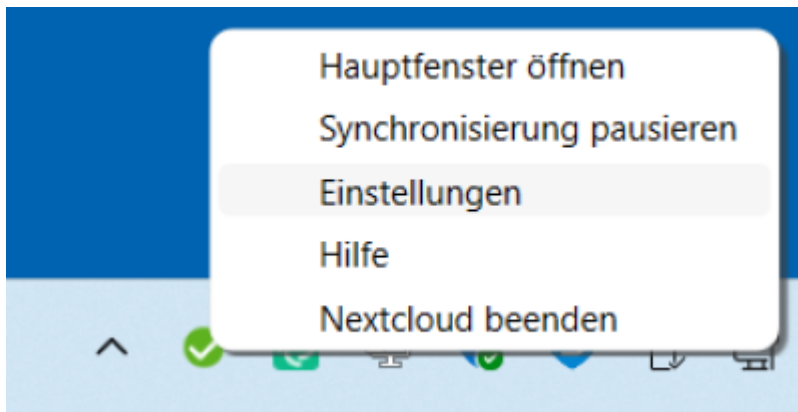 Hauptfenster öffnen
Synchronisierung pausieren
Einstellungen
Hilfe
Nextcloud beenden